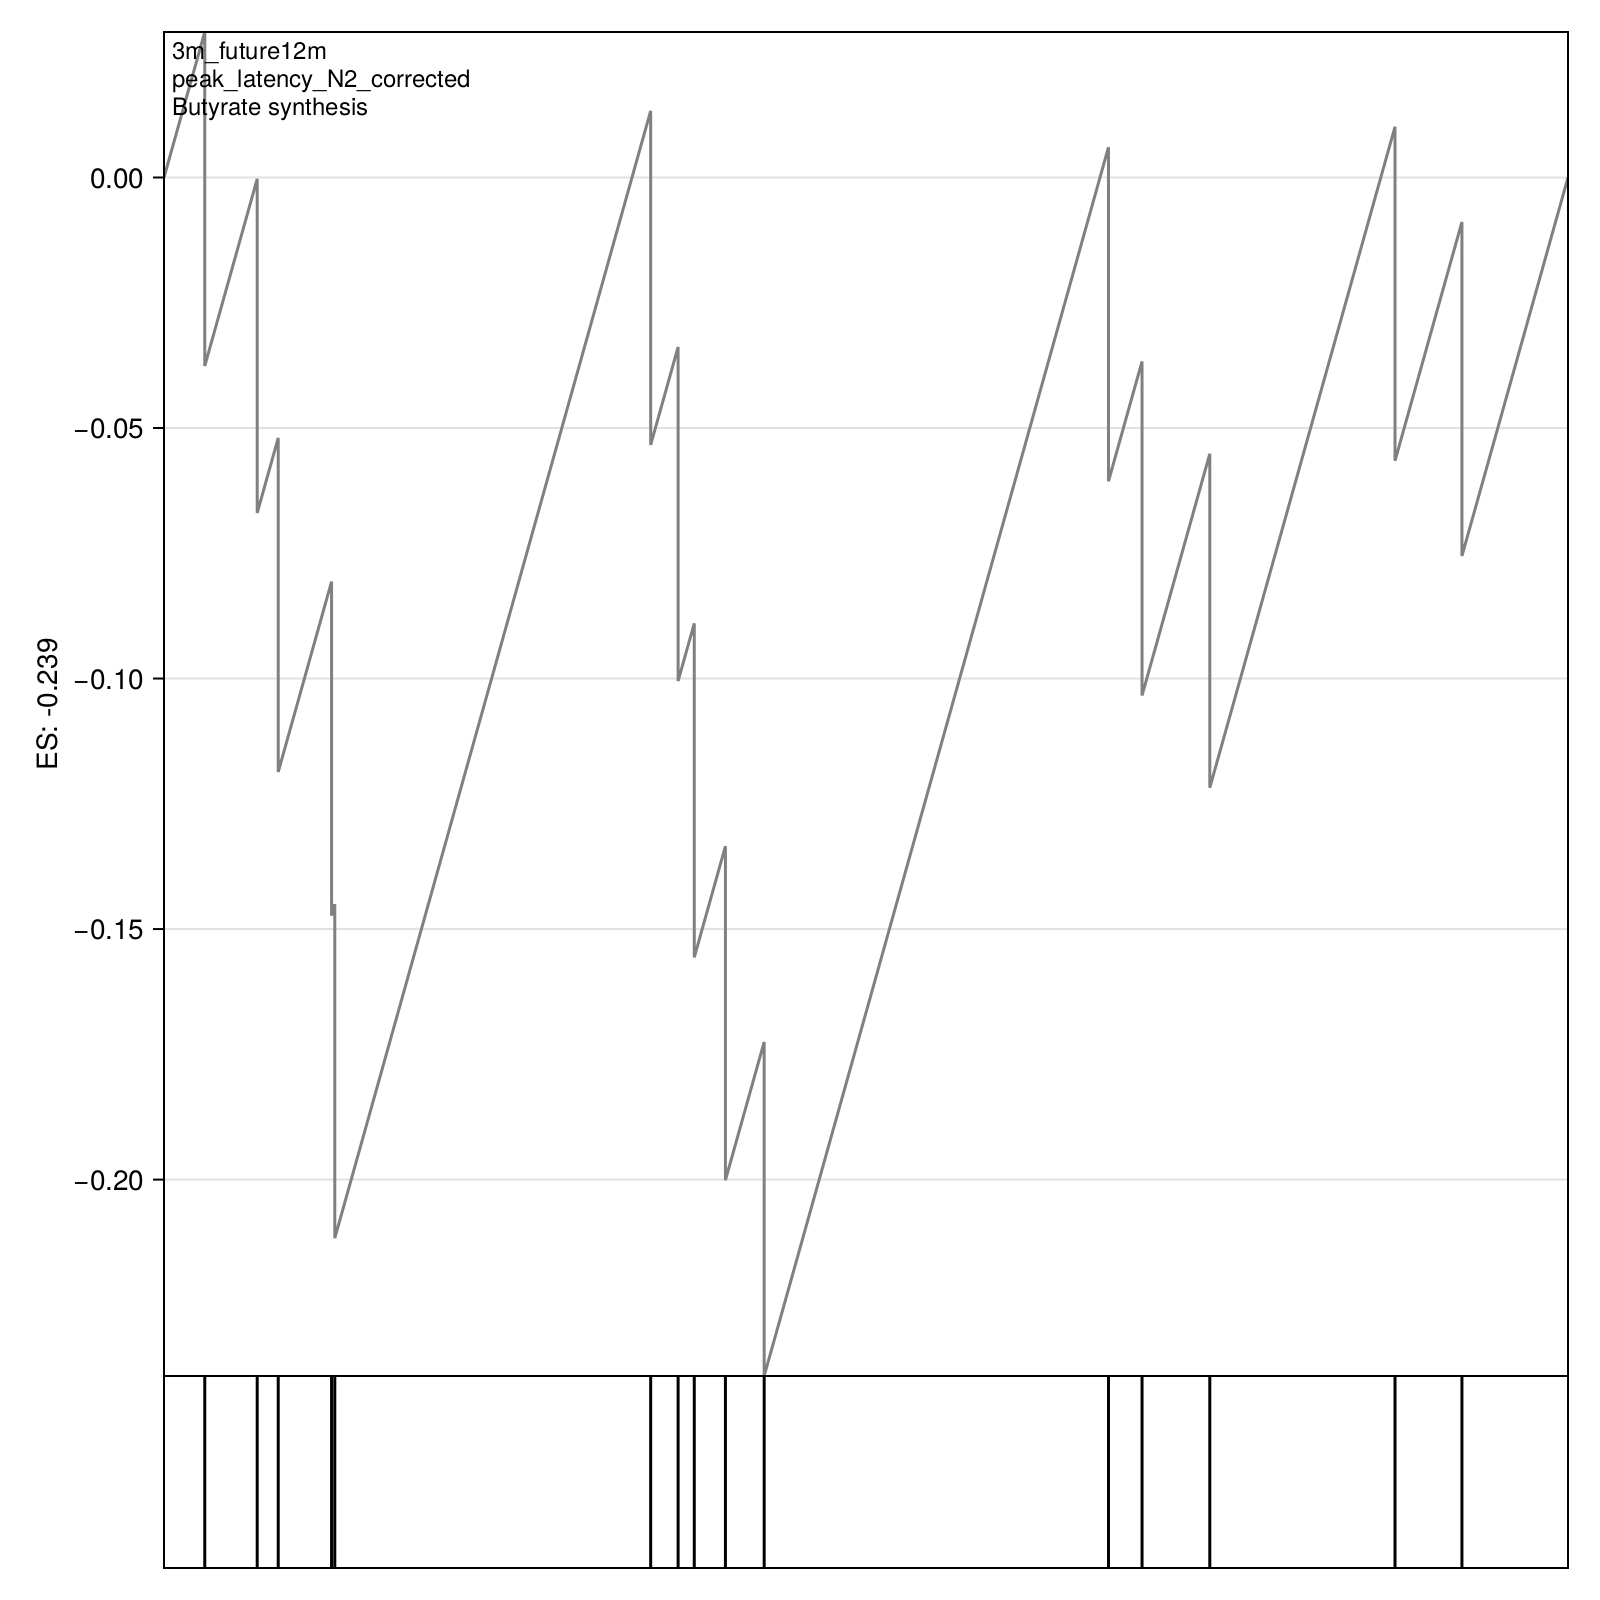 3m_future12m
peak_latency_N2_corrected
Butyrate synthesis
0.00
−0.05
−0.10
−0.15
−0.20
ES: -0.239